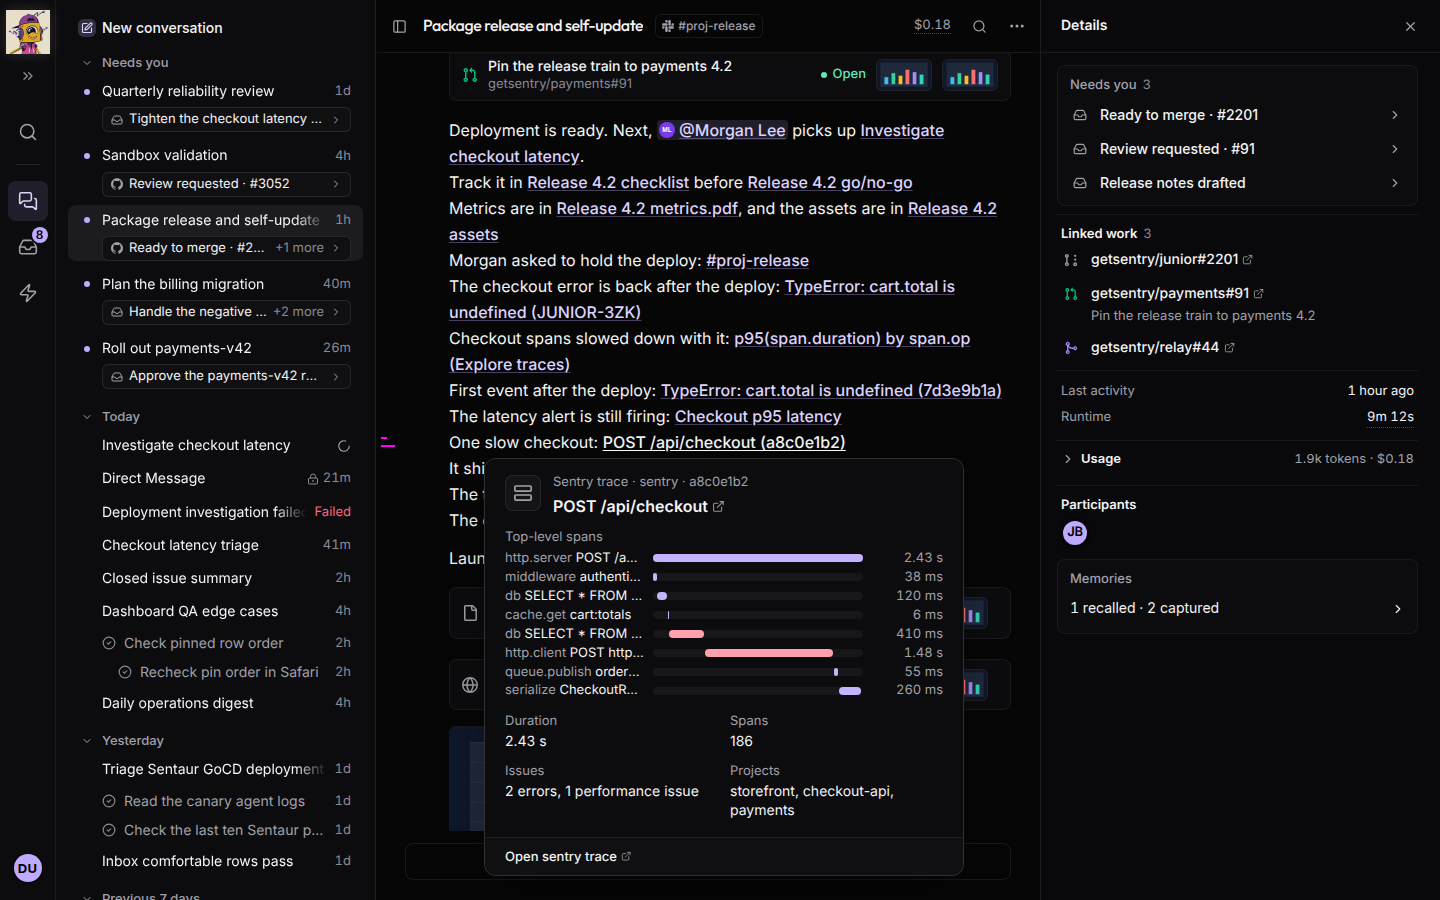 New conversation
Needs you
Quarterly reliability review 1d
Tighten the checkout latency ...
Sandbox validation 4h
Review requested · #3052
Package release and self-update 1h
Ready to merge · #2... +1 more
8
Plan the billing migration 40m
Handle the negative ... +2 more
Roll out payments-v42 26m
Approve the payments-v42 r...
Today
Investigate checkout latency
Direct Message 21m
Deployment investigation failed Failed
Checkout latency triage 41m
Closed issue summary 2h
Dashboard QA edge cases 4h
Check pinned row order 2h
Recheck pin order in Safari 2h
Daily operations digest 4h
Yesterday
Triage Sentaur GoCD deployment 1d
Read the canary agent logs 1d
Check the last ten Sentaur p... 1d
Inbox comfortable rows pass 1d
Previous 7 days
DU
Package release and self-update #proj-release $0.18
Pin the release train to payments 4.2
getsentry/payments#91
Open
Deployment is ready. Next, ML @Morgan Lee picks up Investigate
checkout latency.
Track it in Release 4.2 checklist before Release 4.2 go/no-go
Metrics are in Release 4.2 metrics.pdf, and the assets are in Release 4.2
assets
Morgan asked to hold the deploy: #proj-release
The checkout error is back after the deploy: TypeError: cart.total is
undefined (JUNIOR-3ZK)
Checkout spans slowed down with it: p95(span.duration) by span.op
(Explore traces)
First event after the deploy: TypeError: cart.total is undefined (7d3e9b1a)
The latency alert is still firing: Checkout p95 latency
One slow checkout: POST /api/checkout (a8c0e1b2)
It shi
The
The
Laun
Sentry trace · sentry · a8c0e1b2
POST /api/checkout
Top-level spans
http.server POST /a... 2.43 s
middleware authenti... 38 ms
db SELECT * FROM ... 120 ms
cache.get cart:totals 6 ms
db SELECT * FROM ... 410 ms
http.client POST http... 1.48 s
queue.publish order... 55 ms
serialize CheckoutR... 260 ms
Duration
2.43 s
Spans
186
Issues
2 errors, 1 performance issue
Projects
storefront, checkout-api,
payments
Open sentry trace
Details
Needs you 3
Ready to merge · #2201
Review requested · #91
Release notes drafted
Linked work 3
getsentry/junior#2201
getsentry/payments#91
Pin the release train to payments 4.2
getsentry/relay#44
Last activity 1 hour ago
Runtime 9m 12s
Usage 1.9k tokens · $0.18
Participants
JB
Memories
1 recalled · 2 captured